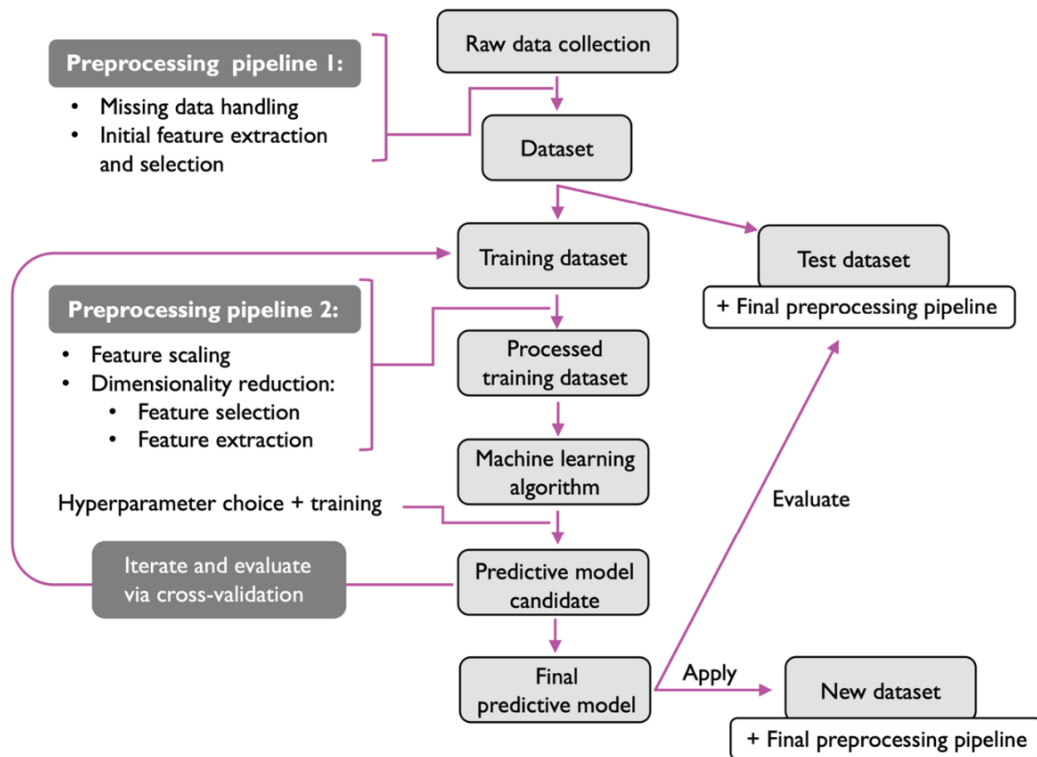 Raw data collection
Preprocessing pipeline 1:
• Missing data handling
• Initial feature extraction
and selection
Dataset
Training dataset
Test dataset
+ Final preprocessing pipeline
Preprocessing pipeline 2:
• Feature scaling
• Dimensionality reduction:
• Feature selection
• Feature extraction
Processed
training dataset
Machine learning
algorithm
Evaluate
Hyperparameter choice + training
Iterate and evaluate
via cross-validation
Predictive model
candidate
Final
predictive model
Apply
New dataset
+ Final preprocessing pipeline